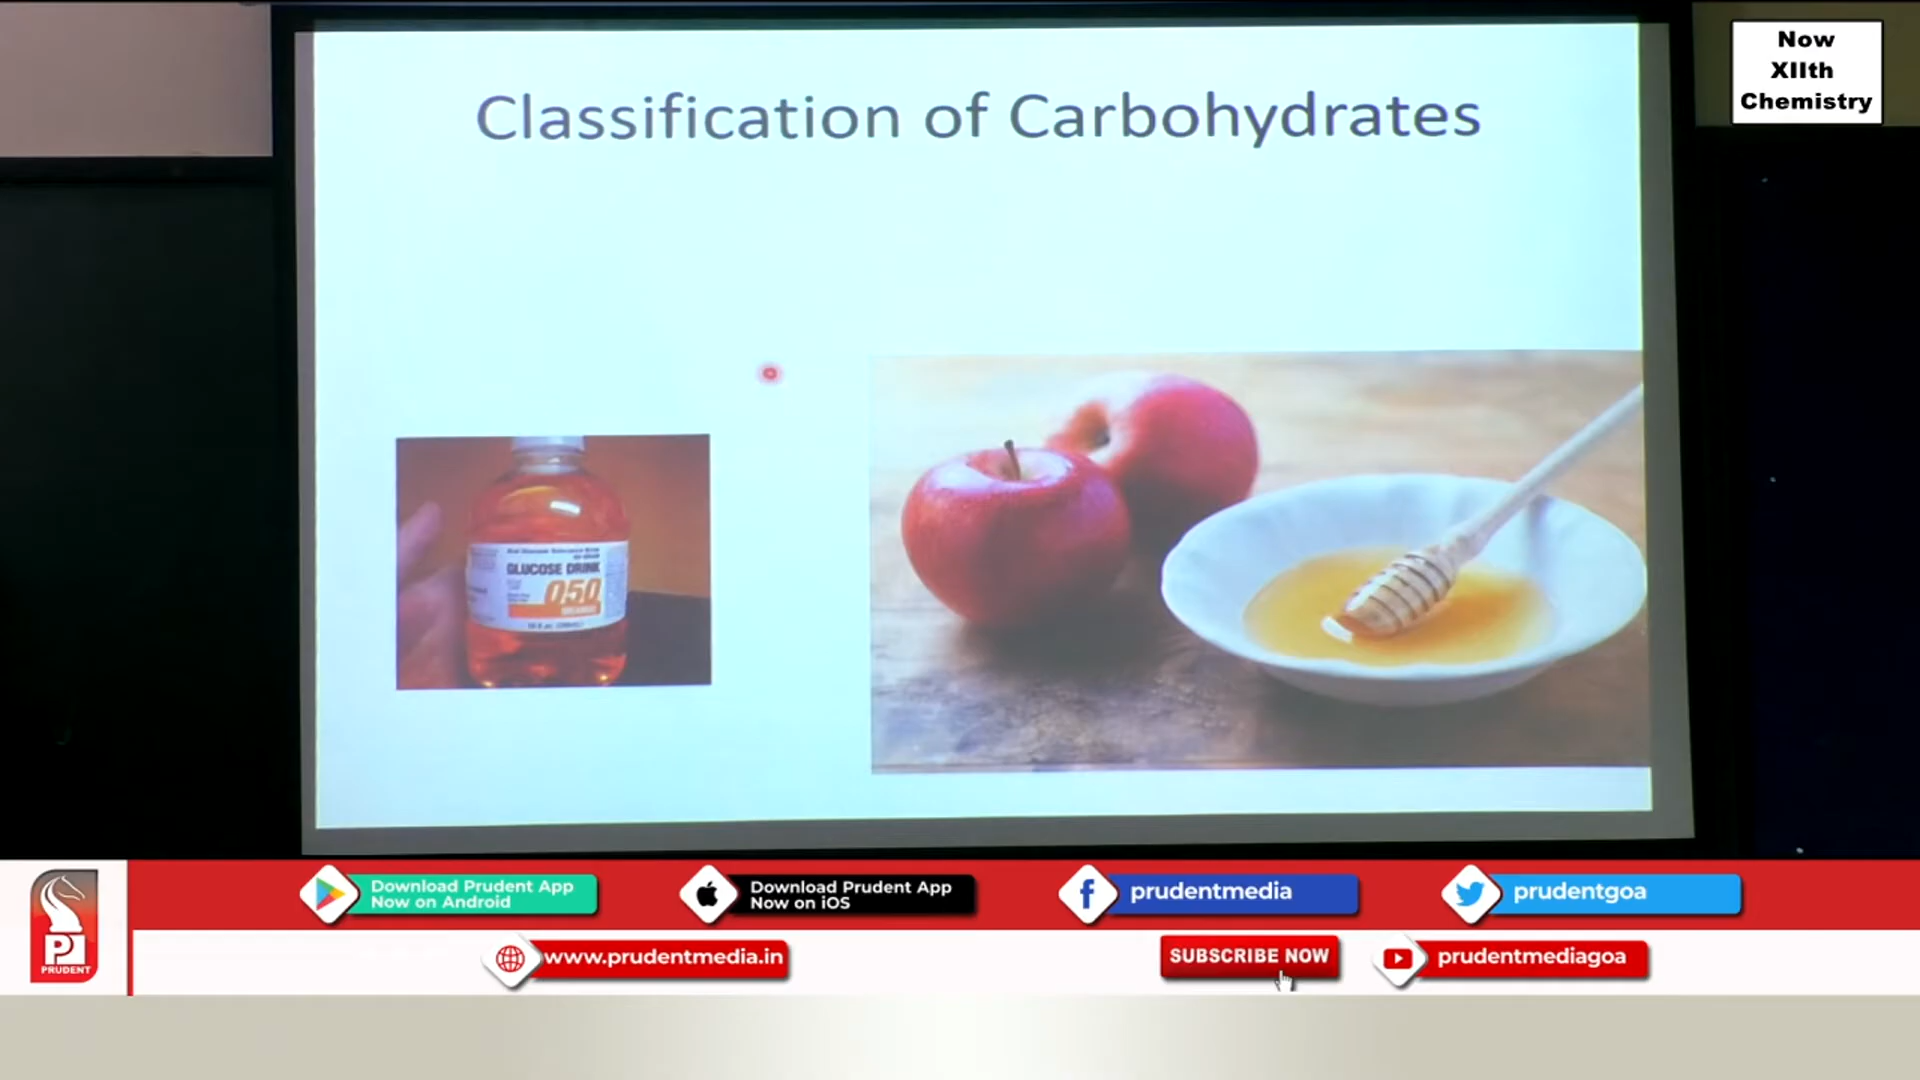 Now
XIIth
Chemistry
Classification of Carbohydrates
GLUCOSE DRINK
050
Download Prudent App
Now on Android
Download Prudent App
Now on iOS
prudentmedia
prudentgoa
PRUDENT
www.prudentmedia.in
SUBSCRIBE NOW
prudentmediagoa